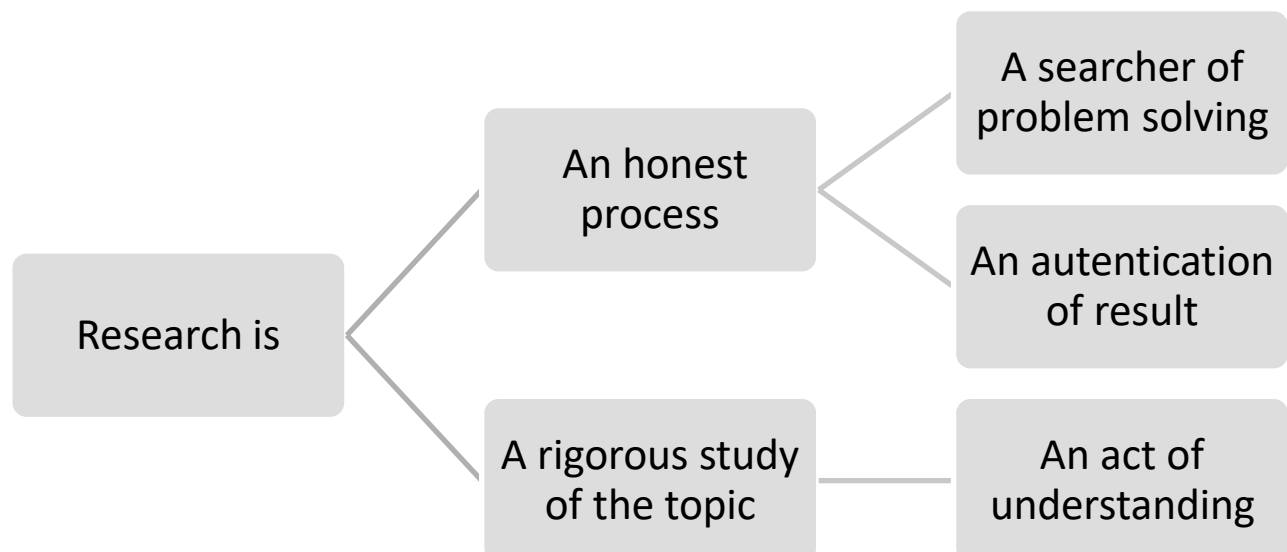 Research is
An honest
process
A searcher of
problem solving
An autentication
of result
A rigorous study
of the topic
An act of
understanding